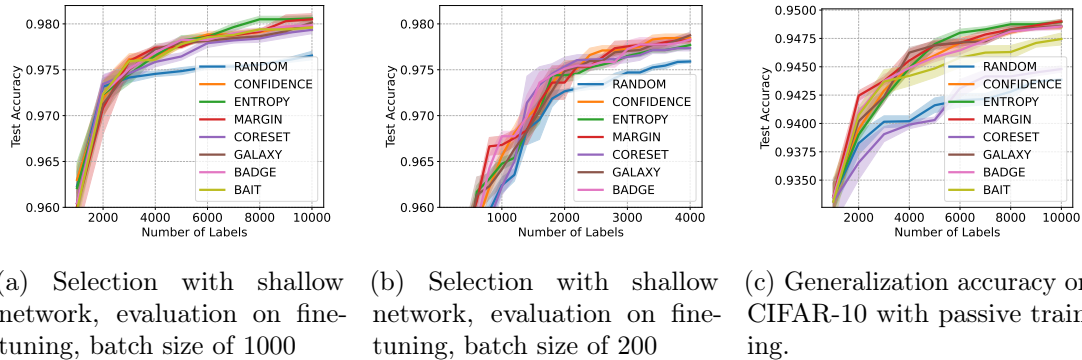 0.980
0.975
0.970
0.965
0.960
Test Accuracy
2000 4000 6000 8000 10000
Number of Labels
RANDOM
CONFIDENCE
ENTROPY
MARGIN
CORESET
GALAXY
BADGE
BAIT
0.980
0.975
0.970
0.965
0.960
Test Accuracy
1000 2000 3000 4000
Number of Labels
RANDOM
CONFIDENCE
ENTROPY
MARGIN
CORESET
GALAXY
BADGE
0.9500
0.9475
0.9450
0.9425
0.9400
0.9375
0.9350
Test Accuracy
2000 4000 6000 8000 10000
Number of Labels
RANDOM
CONFIDENCE
ENTROPY
MARGIN
CORESET
GALAXY
BADGE
BAIT
a) Selection with shallow
network, evaluation on fine-
tuning, batch size of 1000
(b) Selection with shallow
network, evaluation on fine-
tuning, batch size of 200
(c) Generalization accuracy on
CIFAR-10 with passive train
ing.